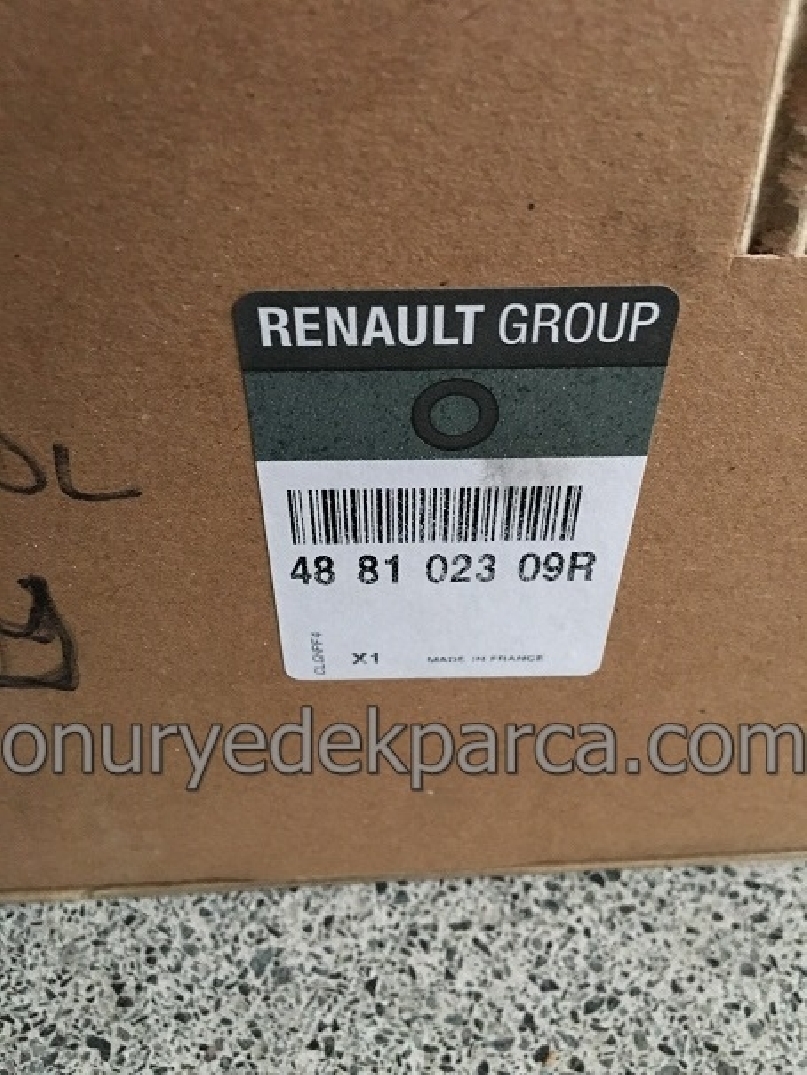 RENAULT GROUP
48 81 023 09R
X1 MADE IN FRANCE
onuryedekparca.com